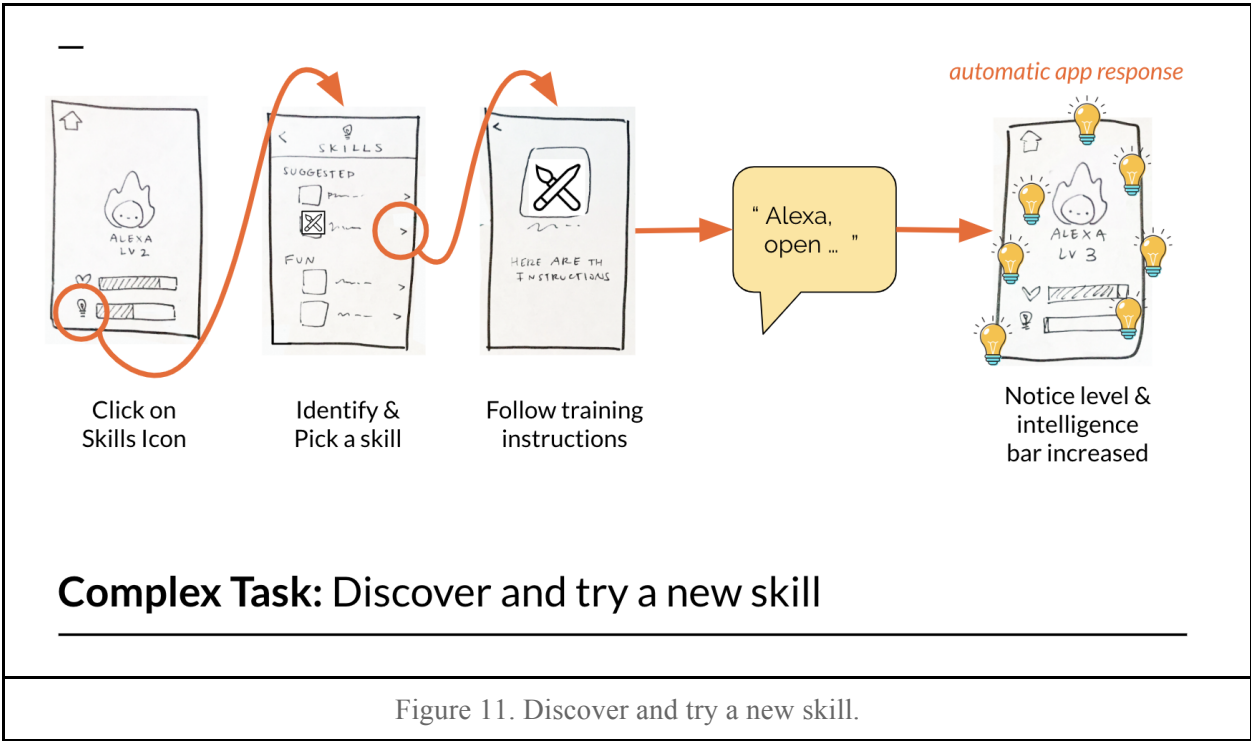 automatic app response
ALEXA
LV 2
SKILLS
SUGGESTED
FUN
HERE ARE TH
INSTRUCTIONS
“ Alexa,
open ... ”
ALEXA
LV 3
Click on
Skills Icon
Identify &
Pick a skill
Follow training
instructions
Notice level &
intelligence
bar increased
Complex Task: Discover and try a new skill
Figure 11. Discover and try a new skill.